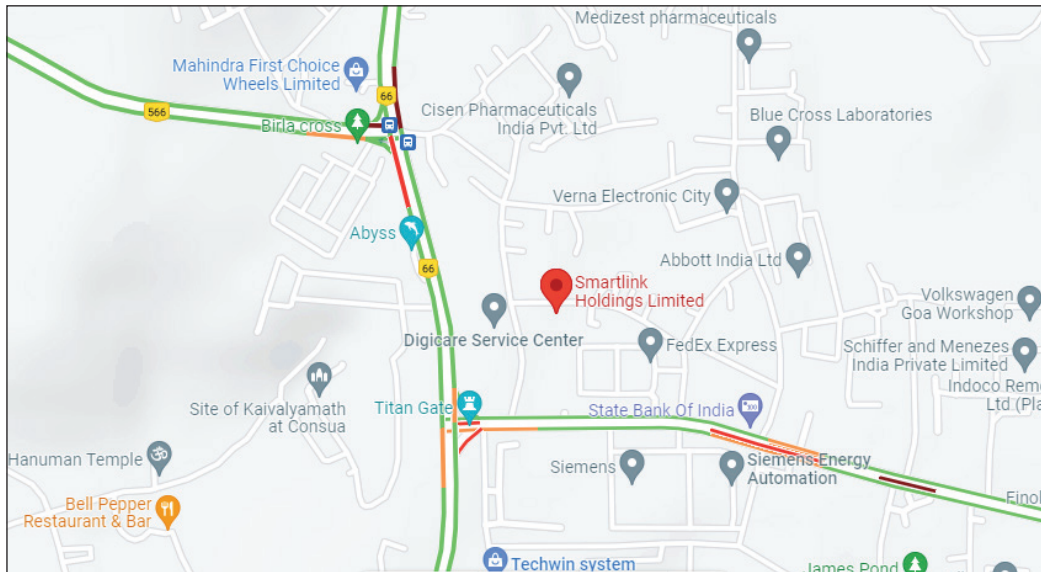 Medizest pharmaceuticals
Mahindra First Choice
Wheels Limited
66
566
Birla cross
Cisen Pharmaceuticals
India Pvt. Ltd
Blue Cross Laboratories
Verna Electronic City
Abyss
66
Abbott India Ltd
Smartlink
Holdings Limited
Volkswagen
Goa Workshop
Digicare Service Center
FedEx Express
Schiffer and Menezes
India Private Limited
Indoco Reme
Ltd (Pla
Site of Kaivalyamath
at Consua
Titan Gate
State Bank Of India
Hanuman Temple
Siemens
Siemens Energy
Automation
Bell Pepper
Restaurant & Bar
Finol
Techwin system
James Pond